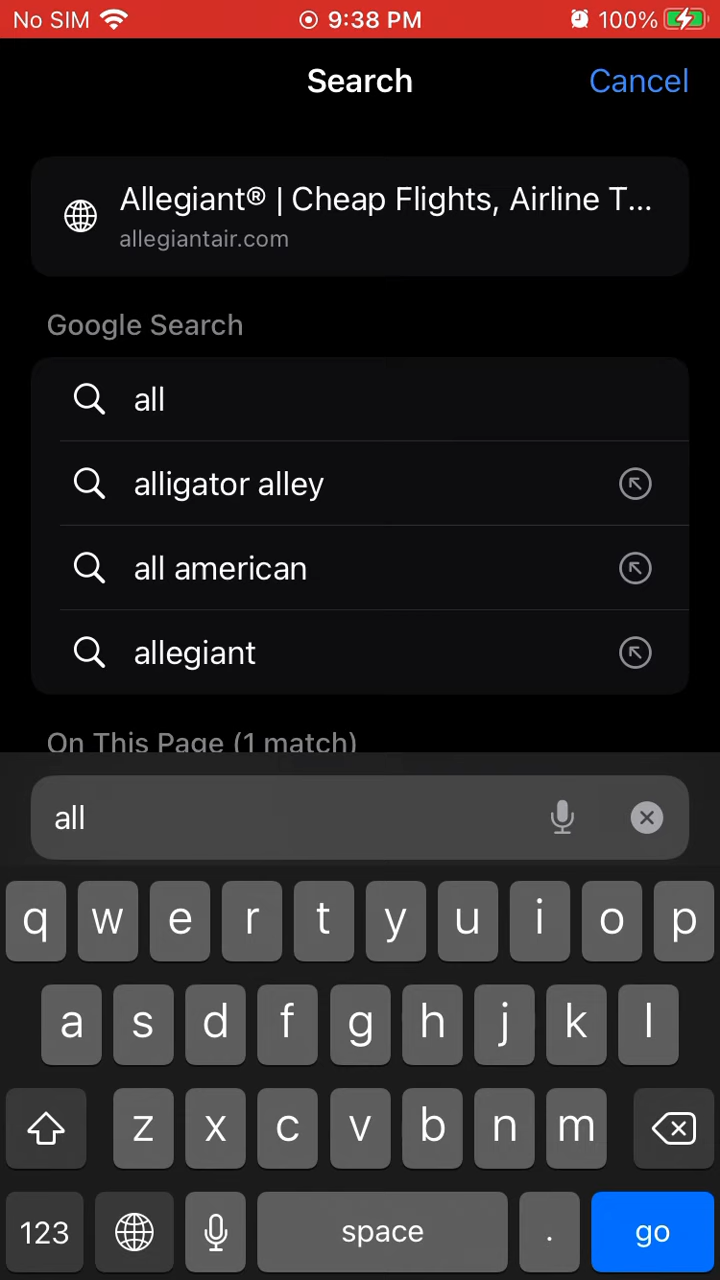 No SIM 9:38 PM 100%
Search Cancel
Allegiant® | Cheap Flights, Airline T...
allegiantair.com
Google Search
all
alligator alley
all american
allegiant
On This Page (1 match)
all
q w e r t y u i o p
a s d f g h j k l
z x c v b n m
123 space . go